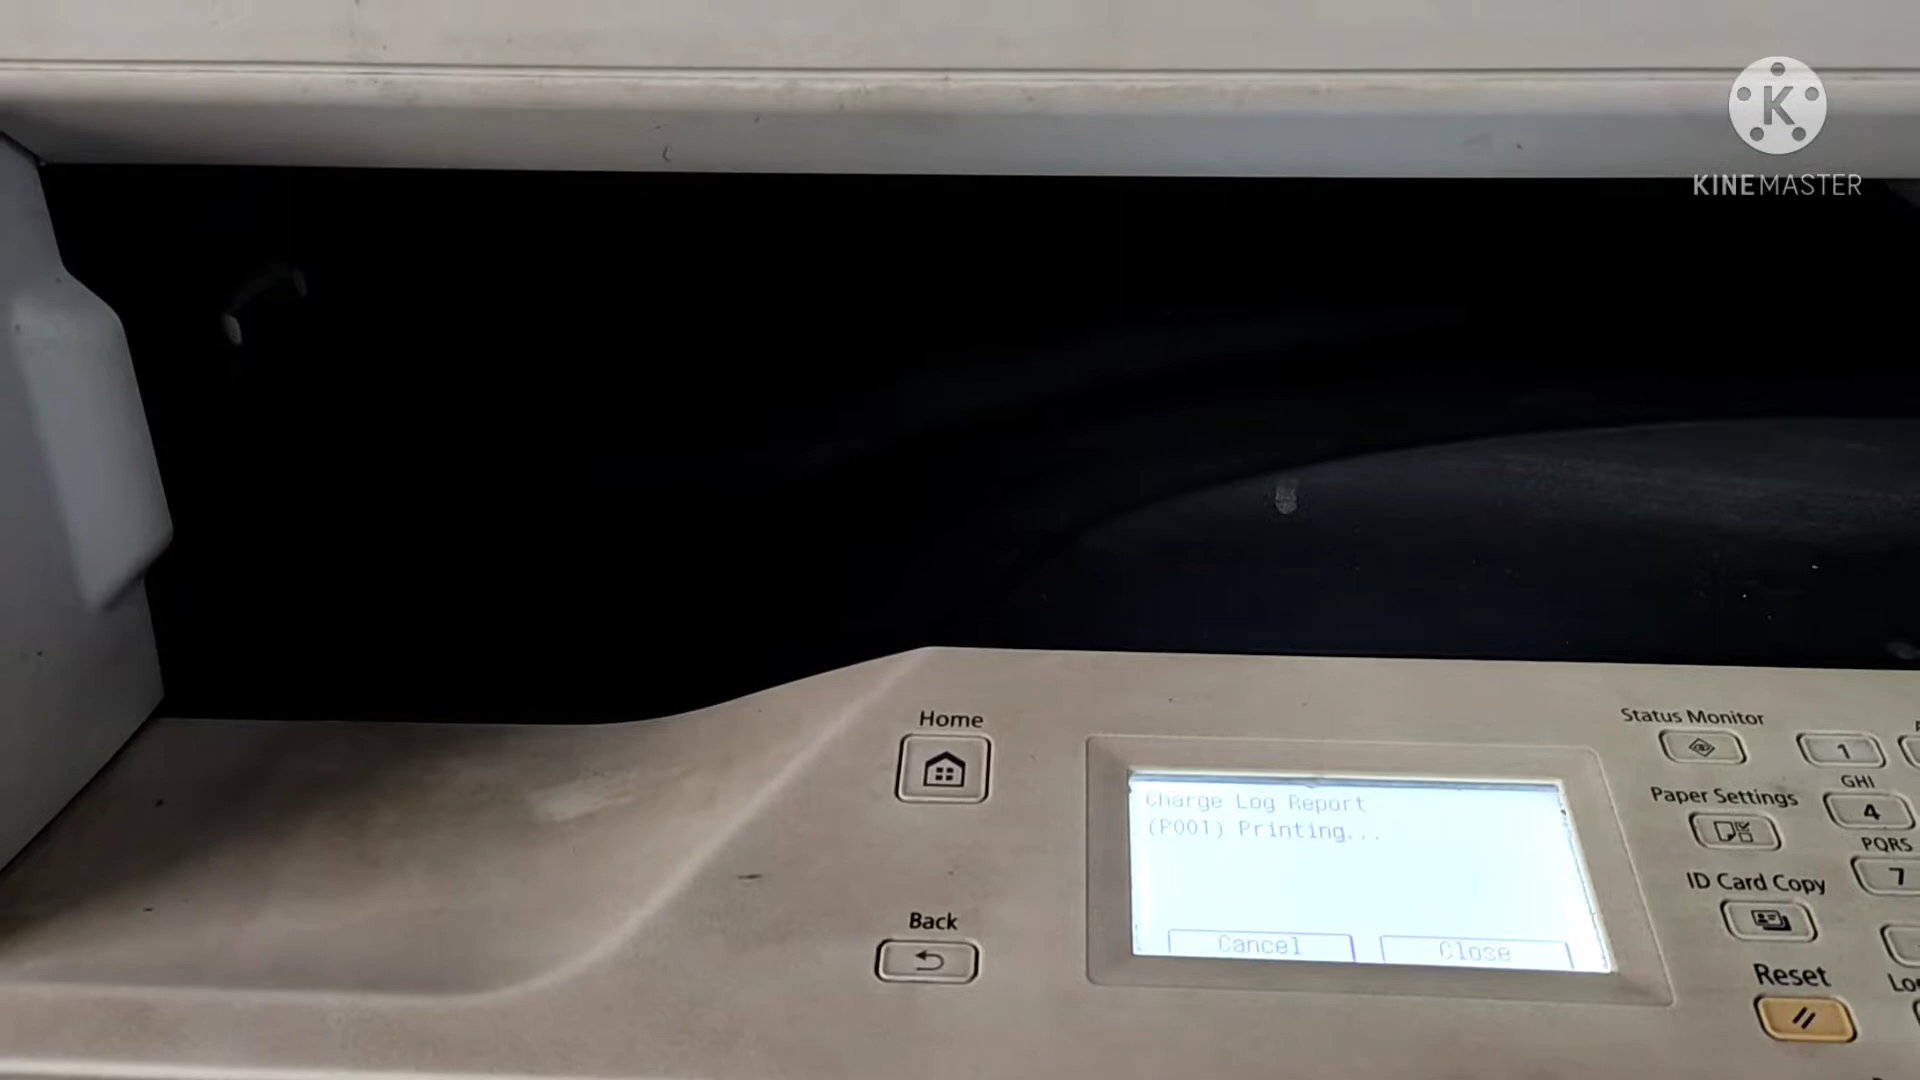 K
KINEMASTER
Home
Status Monitor
1
GHI
Paper Settings
4
Charge Log Report
(P001) Printing...
PQRS
7
ID Card Copy
Back
Cancel
Close
Reset